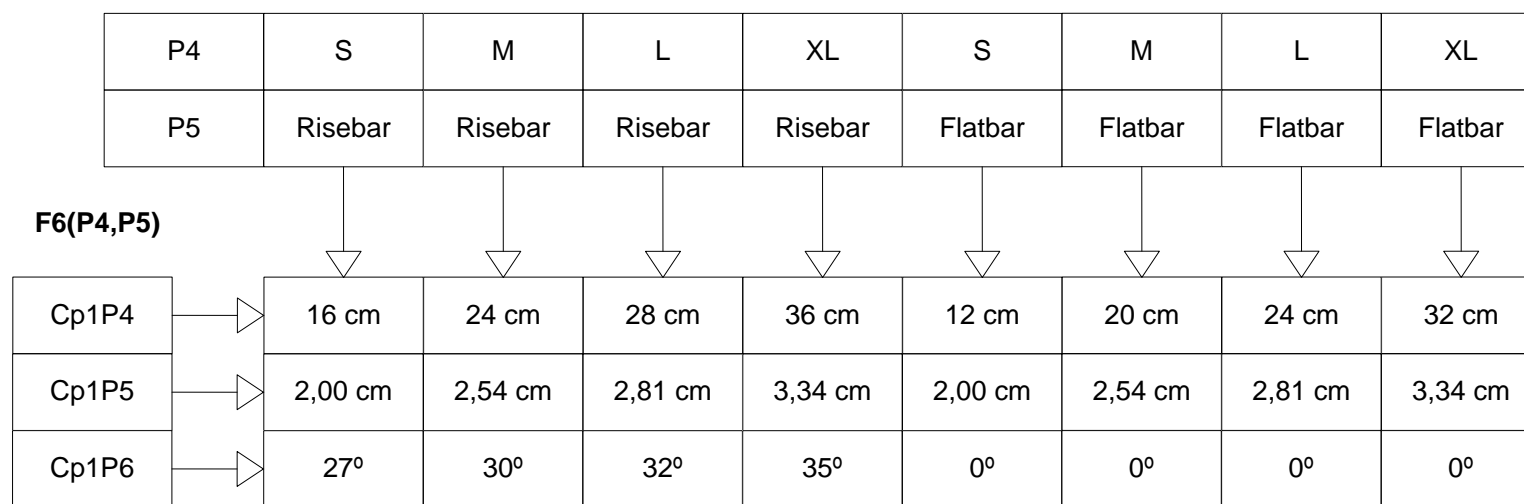 P4 S M L XL S M L XL
P5 Risebar Risebar Risebar Risebar Flatbar Flatbar Flatbar Flatbar
F6(P4,P5)
Cp1P4 16 cm 24 cm 28 cm 36 cm 12 cm 20 cm 24 cm 32 cm
Cp1P5 2,00 cm 2,54 cm 2,81 cm 3,34 cm 2,00 cm 2,54 cm 2,81 cm 3,34 cm
Cp1P6 27º 30º 32º 35º 0º 0º 0º 0º